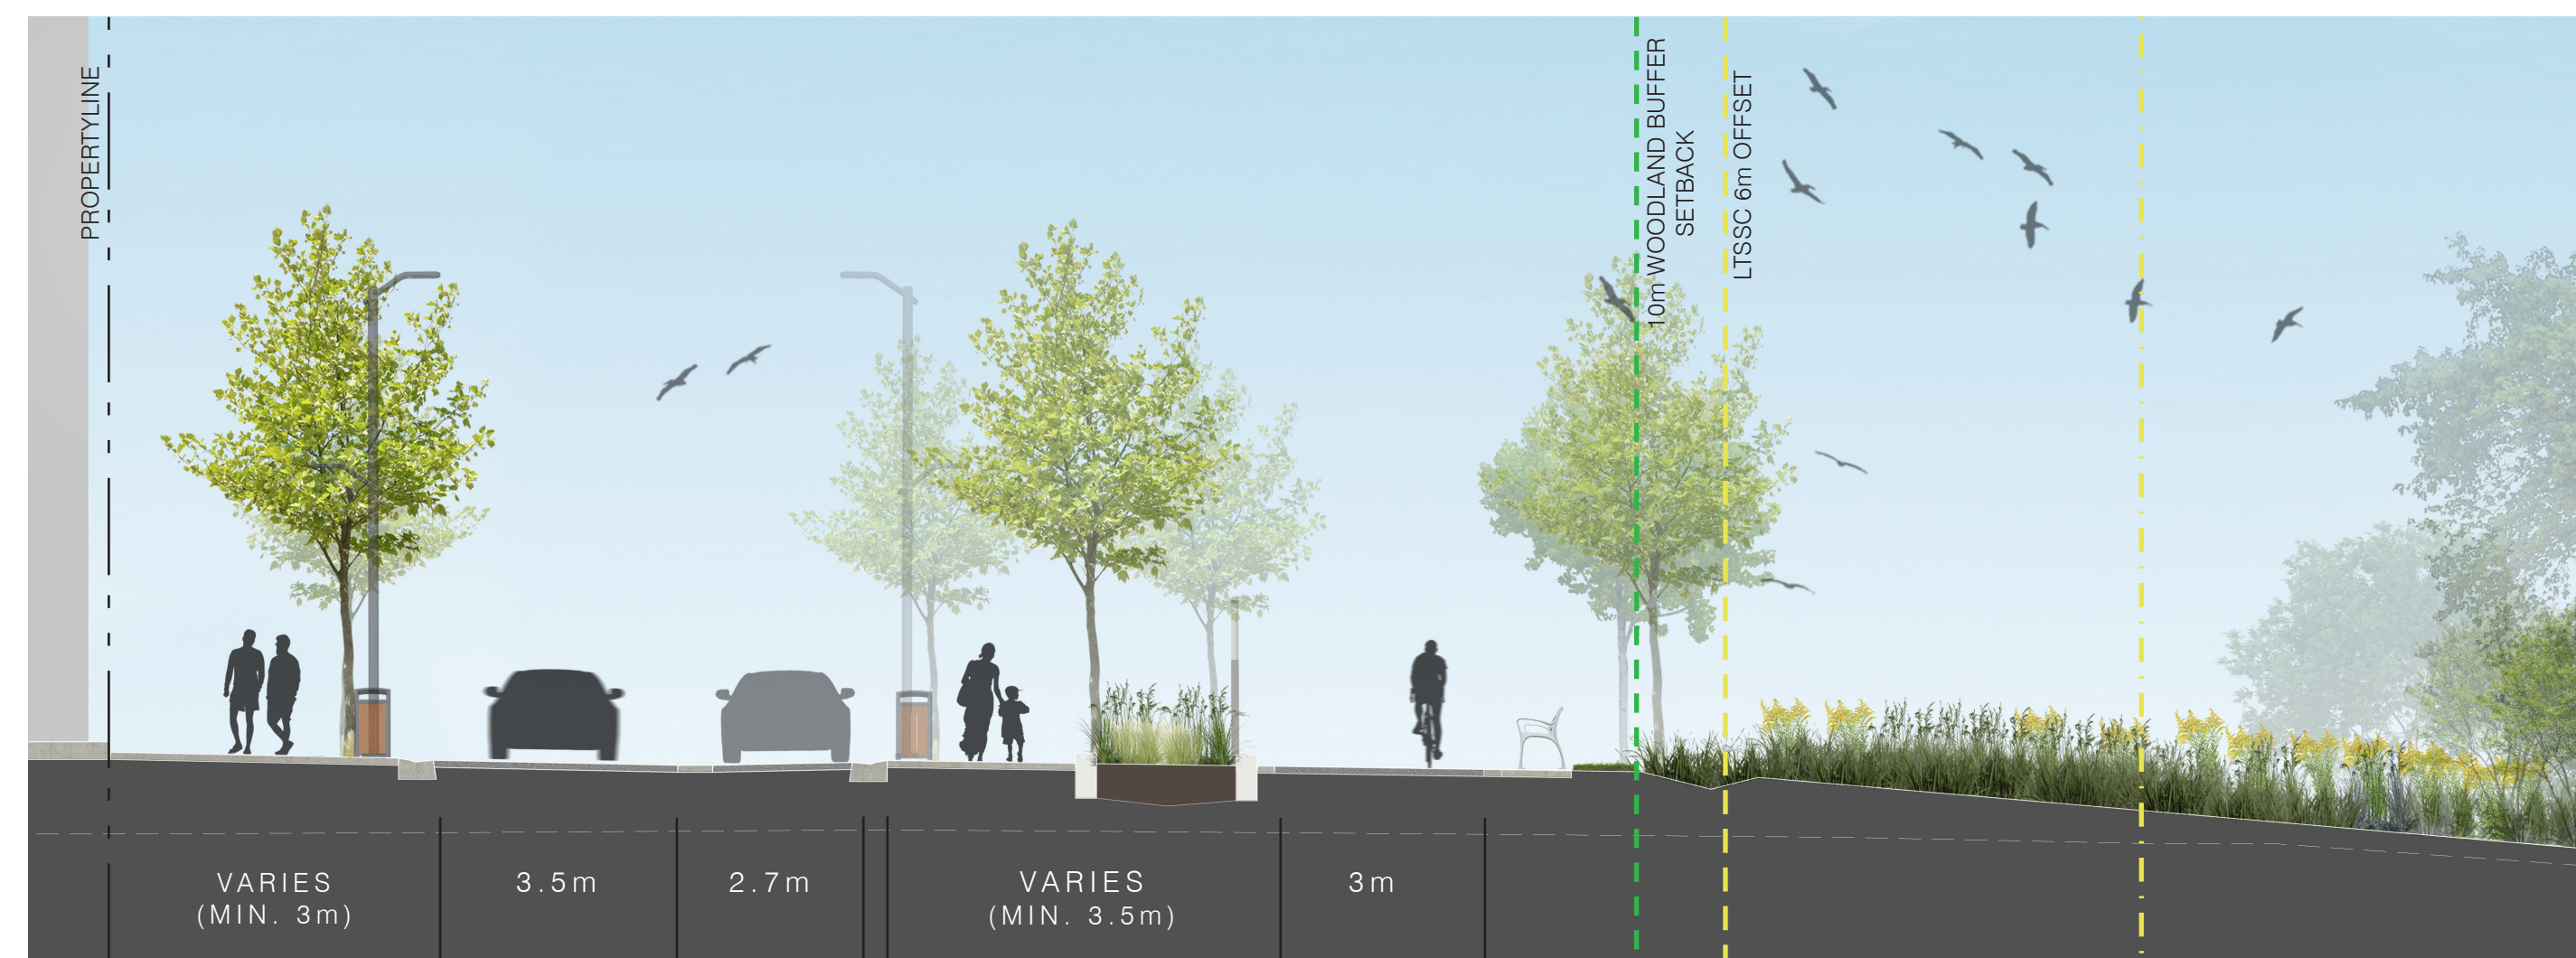 PROPERTYLINE
10m WOODLAND BUFFER
SETBACK
LTSSC 6m OFFSET
VARIES
(MIN. 3m)
3.5m
2.7m
VARIES
(MIN. 3.5m)
3m